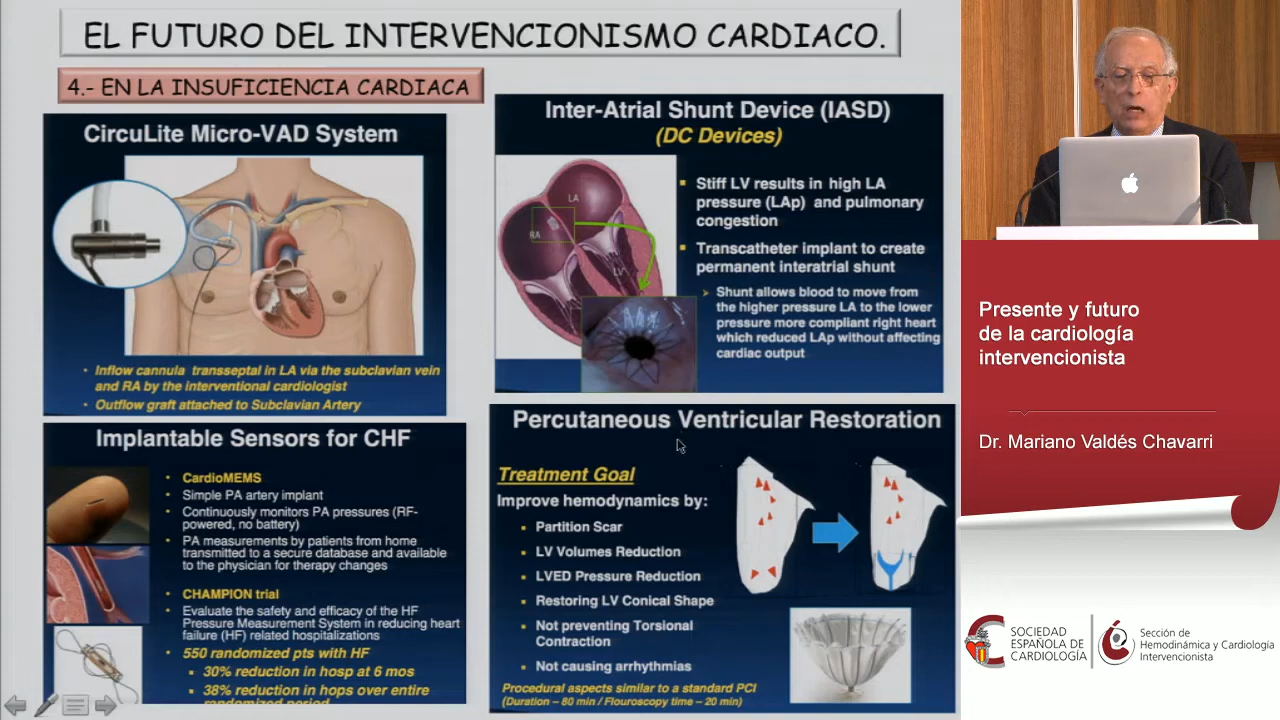 EL FUTURO DEL INTERVENCIONISMO CARDIACO.
4.- EN LA INSUFICIENCIA CARDIACA
CircuLite Micro-VAD System
Inflow cannula transseptal in LA via the subclavian vein
and RA by the interventional cardiologist
Outflow graft attached to Subclavian Artery
Inter-Atrial Shunt Device (IASD)
(DC Devices)
LA
RA
LV
Stiff LV results in high LA
pressure (LAp) and pulmonary
congestion
Transcatheter implant to create
permanent interatrial shunt
Shunt allows blood to move from
the higher pressure LA to the lower
pressure more compliant right heart
which reduced LAp without affecting
cardiac output
Implantable Sensors for CHF
CardioMEMS
Simple PA artery implant
Continuously monitors PA pressures (RF-
powered, no battery)
PA measurements by patients from home
transmitted to a secure database and available
to the physician for therapy changes
CHAMPION trial
Evaluate the safety and efficacy of the HF
Pressure Measurement System in reducing heart
failure (HF) related hospitalizations
550 randomized pts with HF
30% reduction in hosp at 6 mos
38% reduction in hops over entire
randomized period
Percutaneous Ventricular Restoration
Treatment Goal
Improve hemodynamics by:
Partition Scar
LV Volumes Reduction
LVED Pressure Reduction
Restoring LV Conical Shape
Not preventing Torsional
Contraction
Not causing arrhythmias
Procedural aspects similar to a standard PCI
(Duration – 80 min / Flouroscopy time – 20 min)
Presente y futuro
de la cardiología
intervencionista
Dr. Mariano Valdés Chavarri
SOCIEDAD
ESPAÑOLA DE
CARDIOLOGÍA
Sección de
Hemodinámica y Cardiología
Intervencionista